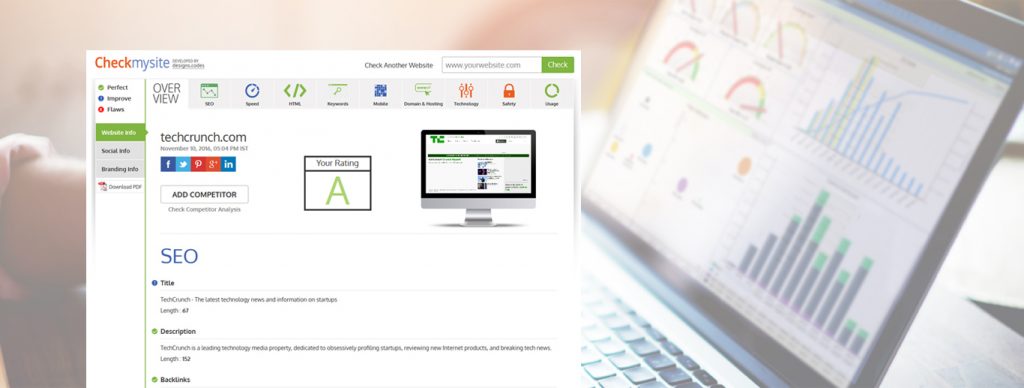 Checkmysite DEVELOPED BY
designs.codes
Check Another Website www.yourwebsite.com Check
Perfect
Improve
Flaws
OVER
VIEW
SEO Speed HTML Keywords Mobile Domain & Hosting Technology Safety Usage
Website Info
Social Info
Branding Info
Download PDF
techcrunch.com
November 10, 2016, 05:04 PM IST
ADD COMPETITOR
Check Competitor Analysis
Your Rating
A
TC
SEO
Title
TechCrunch - The latest technology news and information on startups
Length : 67
Description
TechCrunch is a leading technology media property, dedicated to obsessively profiling startups, reviewing new Internet products, and breaking tech news.
Length : 152
Backlinks